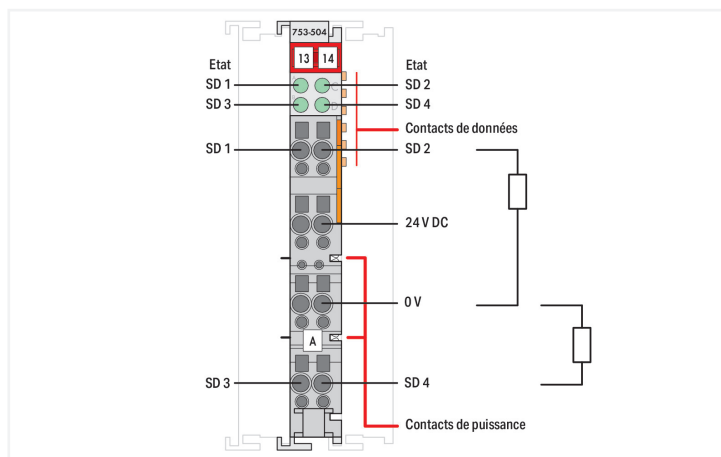 753-504
13 14
Etat
Etat
SD 1
SD 2
SD 3
SD 4
Contacts de données
SD 1
SD 2
24 V DC
0 V
A
SD 3
SD 4
Contacts de puissance